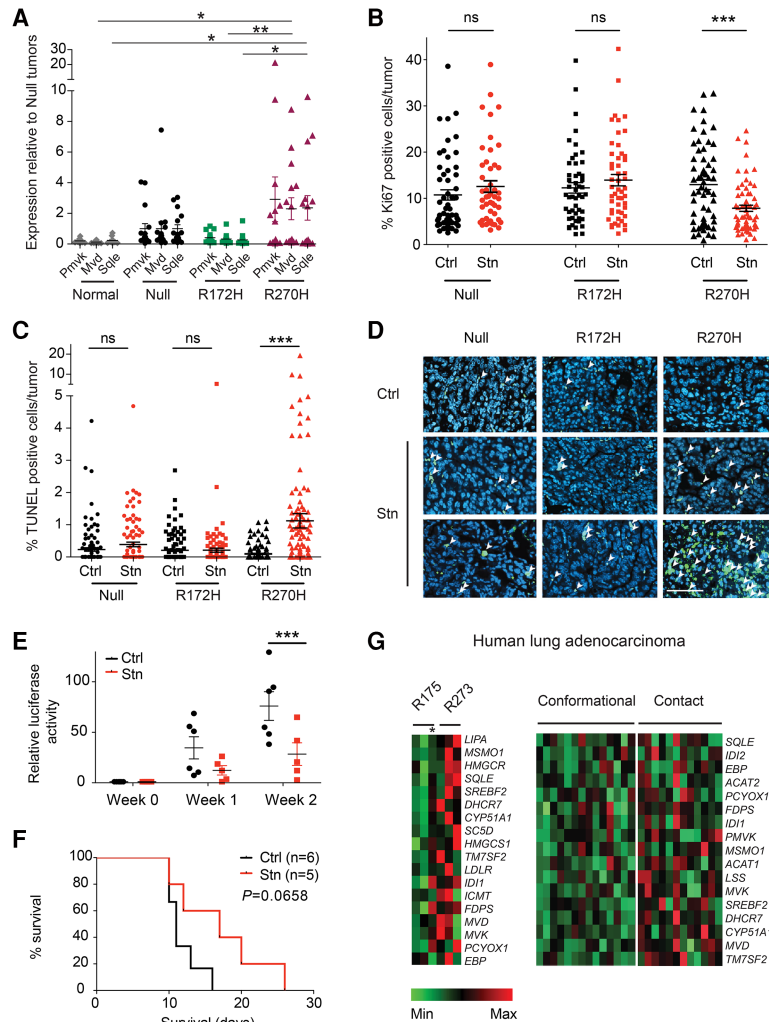 A
Expression relative to Null tumors
30
20
10
8
6
4
2
0
* ** * *
Pmvk Mvd Sqle Pmvk Mvd Sqle Pmvk Mvd Sqle Pmvk Mvd Sqle
Normal Null R172H R270H
B
% Ki67 positive cells/tumor
ns ns ***
40
30
20
10
0
Ctrl Stn Ctrl Stn Ctrl Stn
Null R172H R270H
C
% TUNEL positive cells/tumor
ns ns ***
20
10
5
4
3
2
1
0
Ctrl Stn Ctrl Stn Ctrl Stn
Null R172H R270H
D
Null R172H R270H
Ctrl
Stn
E
Relative luciferase
activity
Ctrl
Stn
***
100
50
0
Week 0 Week 1 Week 2
F
% survival
Ctrl (n=6)
Stn (n=5)
P=0.0658
100
80
60
40
20
0
0 10 20 30
Survival (days)
G
Human lung adenocarcinoma
R175 R273
*
LIPA
MSMO1
HMGCR
SQLE
SREBF2
DHCR7
CYP51A1
SC5D
HMGCS1
TM7SF2
LDLR
IDI1
ICMT
FDPS
MVD
MVK
PCYOX1
EBP
Conformational Contact
SQLE
IDI2
EBP
ACAT2
PCYOX1
FDPS
IDI1
PMVK
MSMO1
ACAT1
LSS
MVK
SREBF2
DHCR7
CYP51A1
MVD
TM7SF2
Min Max